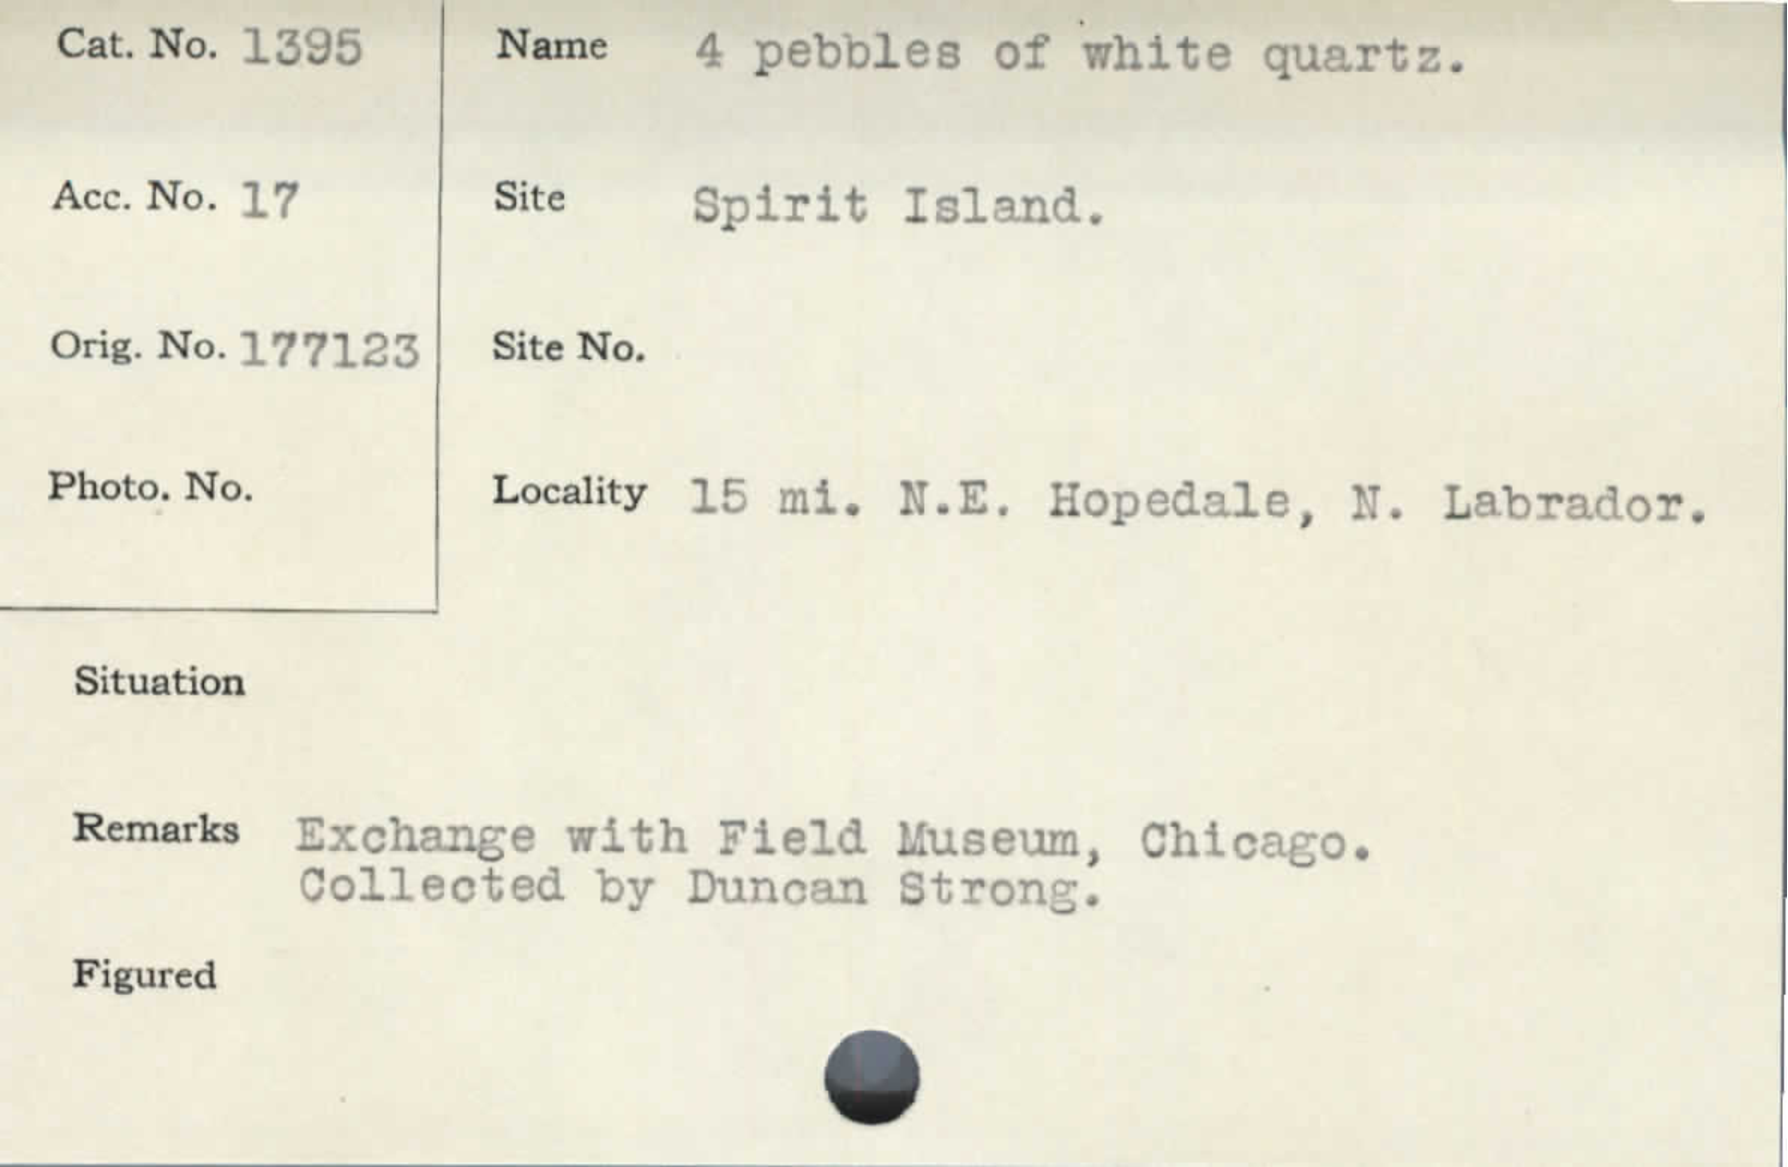 Cat. No. 1395
Name 4 pebbles of white quartz.
Acc. No. 17
Site Spirit Island.
Orig. No. 177123
Site No.
Photo. No.
Locality 15 mi. N.E. Hopedale, N. Labrador.
Situation
Remarks Exchange with Field Museum, Chicago.
Collected by Duncan Strong.
Figured